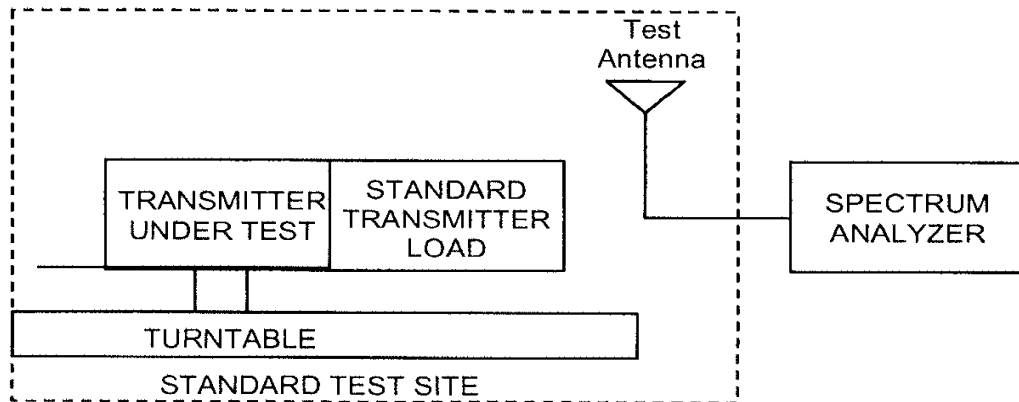 Test
Antenna
TRANSMITTER
UNDER TEST
STANDARD
TRANSMITTER
LOAD
SPECTRUM
ANALYZER
TURNTABLE
STANDARD TEST SITE